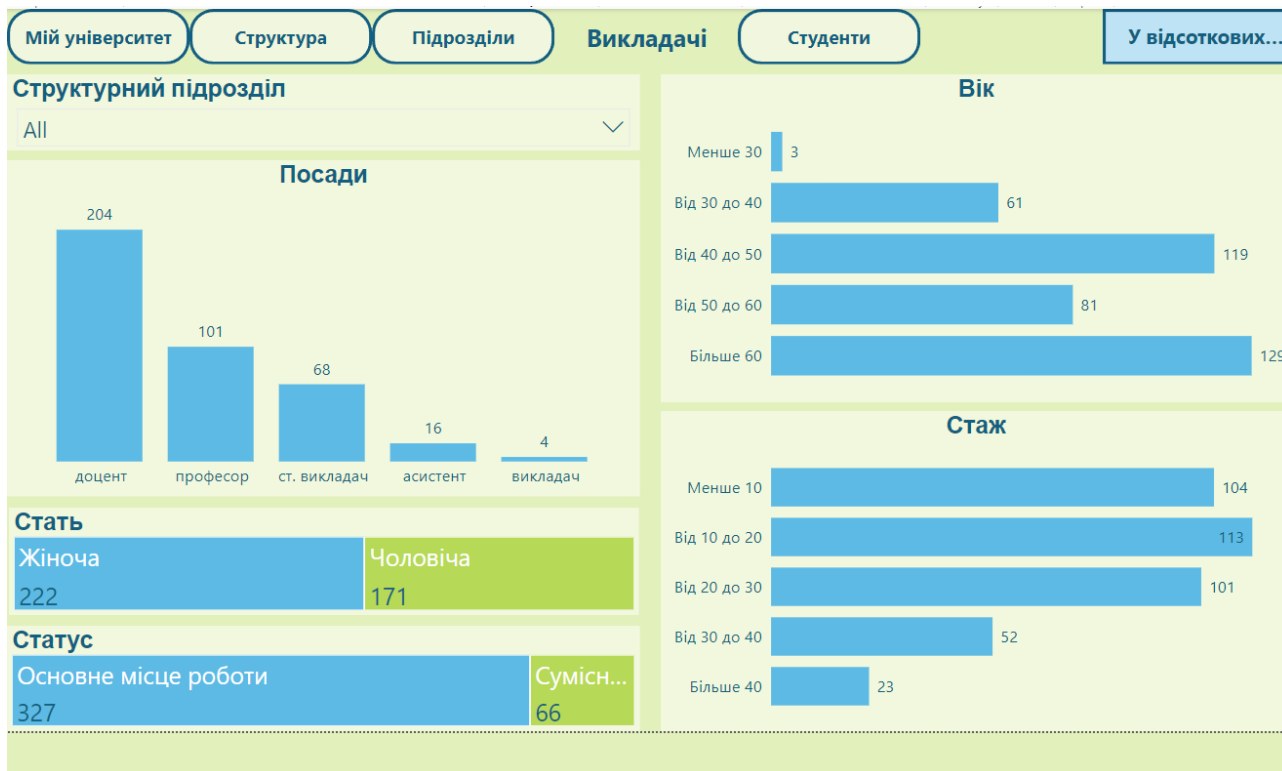 Мій університет Структура Підрозділи Викладачі Студенти У відсоткових...
Структурний підрозділ
All
Посади
204
101
68
16
4
доцент професор ст. викладач асистент викладач
Стать
Жіноча Чоловіча
222 171
Статус
Основне місце роботи Сумісн...
327 66
Вік
Менше 30 3
Від 30 до 40 61
Від 40 до 50 119
Від 50 до 60 81
Більше 60 129
Стаж
Менше 10 104
Від 10 до 20 113
Від 20 до 30 101
Від 30 до 40 52
Більше 40 23